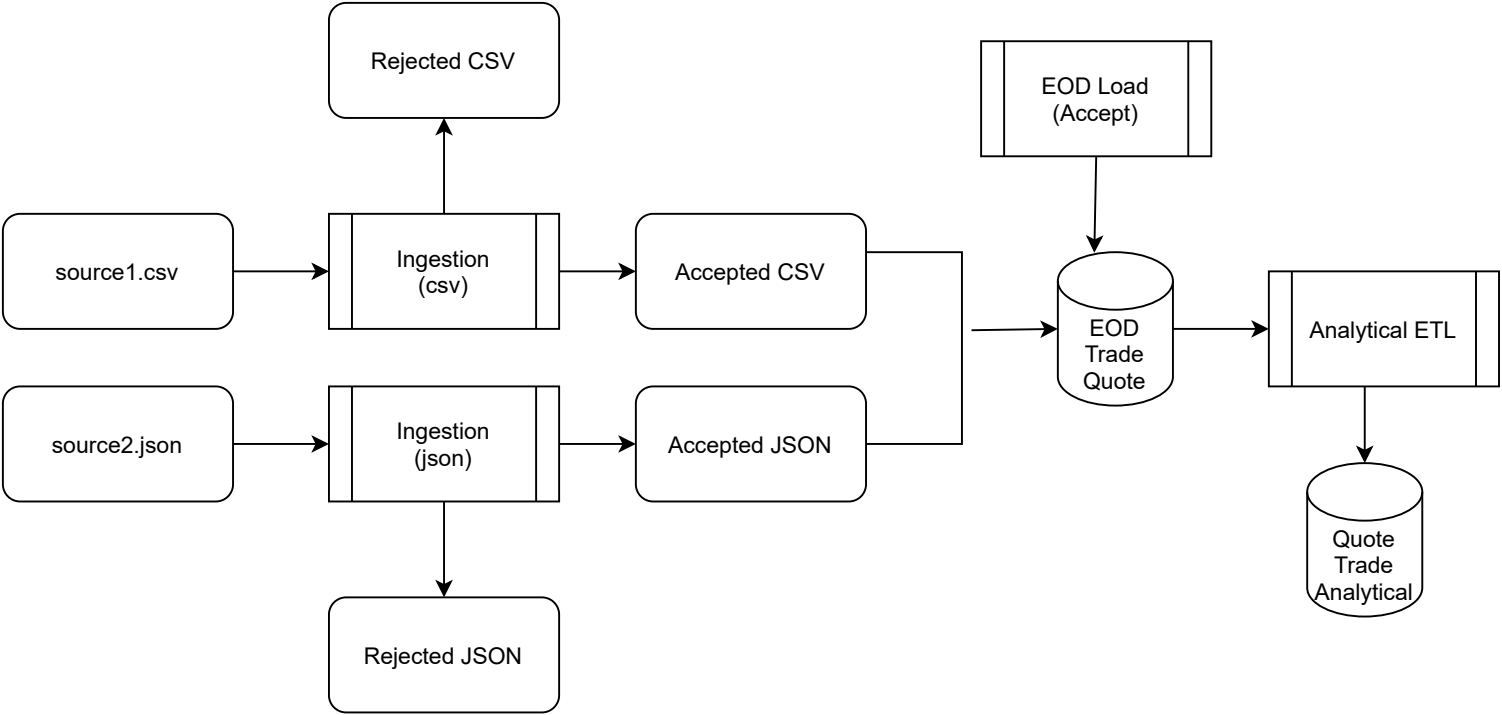 Rejected CSV
EOD Load
(Accept)
source1.csv
Ingestion
(csv)
Accepted CSV
EOD
Trade
Quote
Analytical ETL
source2.json
Ingestion
(json)
Accepted JSON
Quote
Trade
Analytical
Rejected JSON